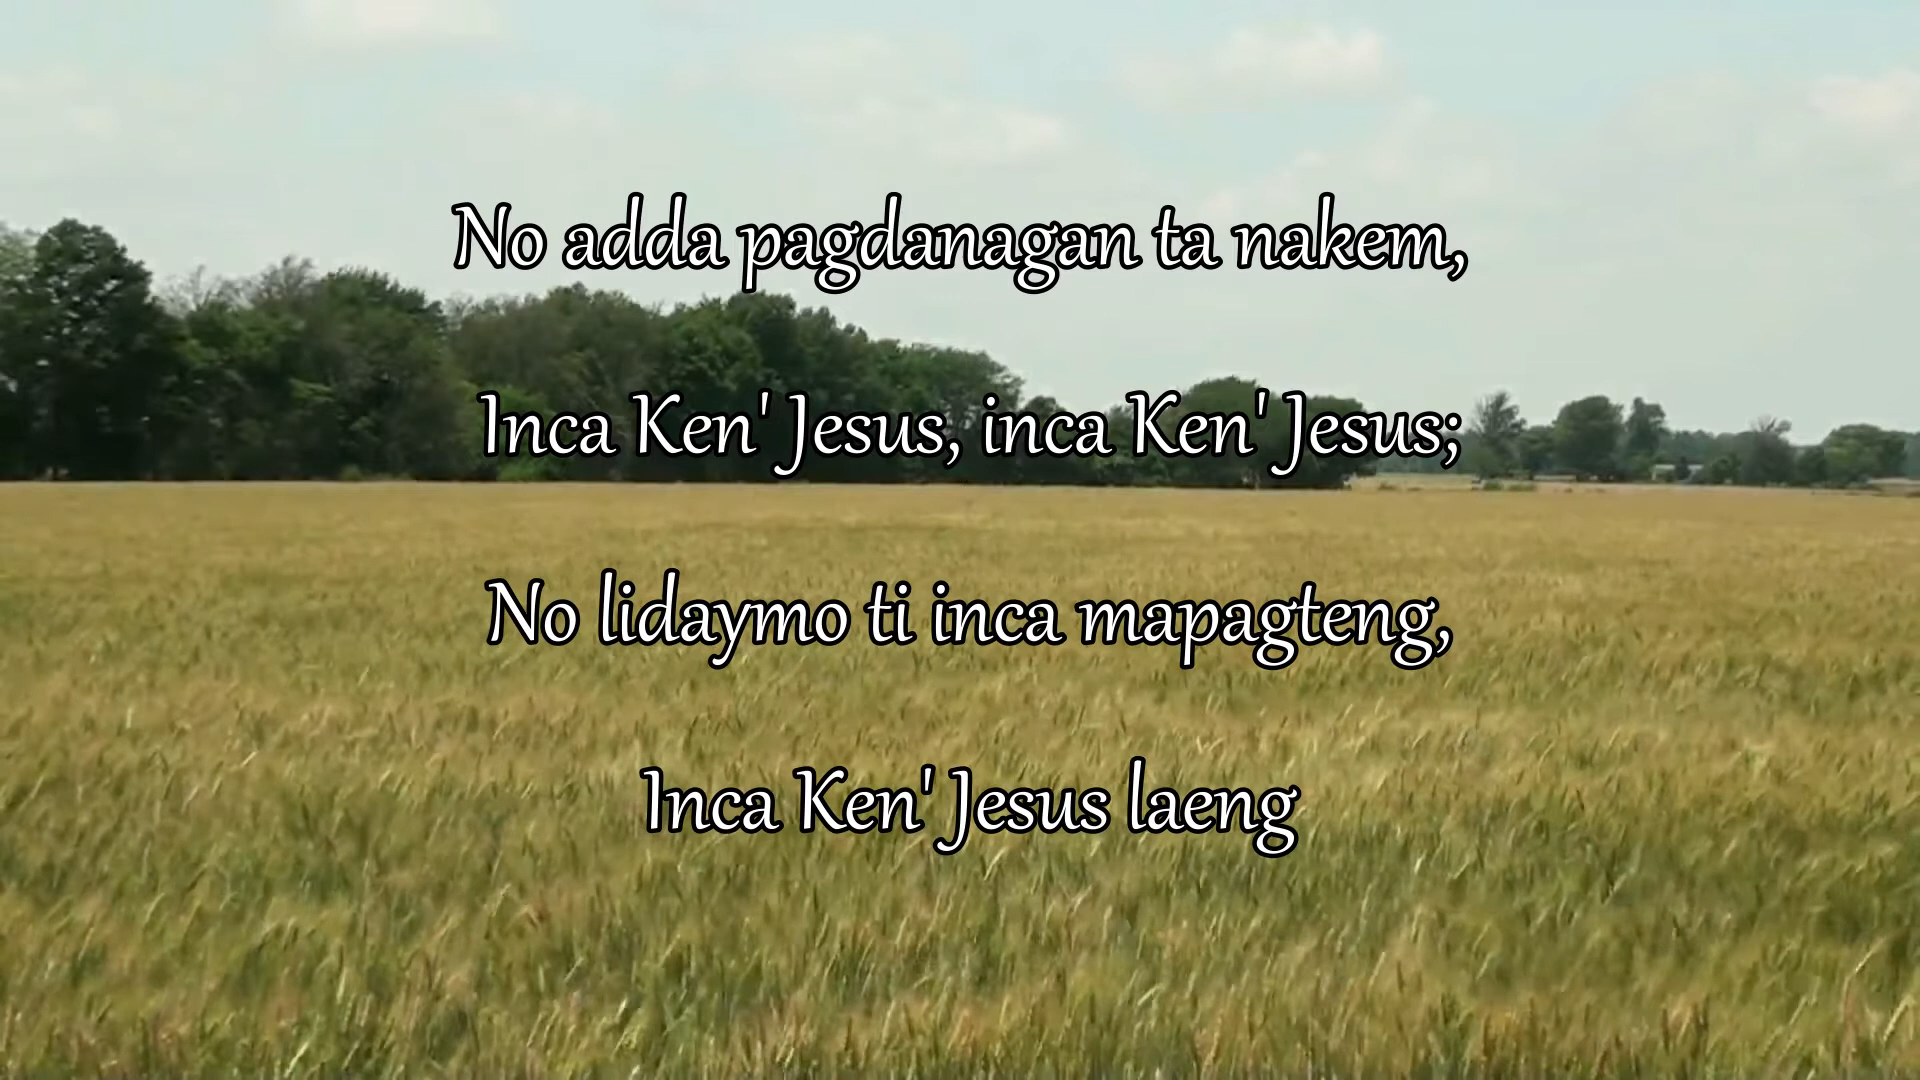 No adda pagdanagan ta nakem,
Inca Ken' Jesus, inca Ken' Jesus;
No lidaymo ti inca mapagteng,
Inca Ken' Jesus laeng